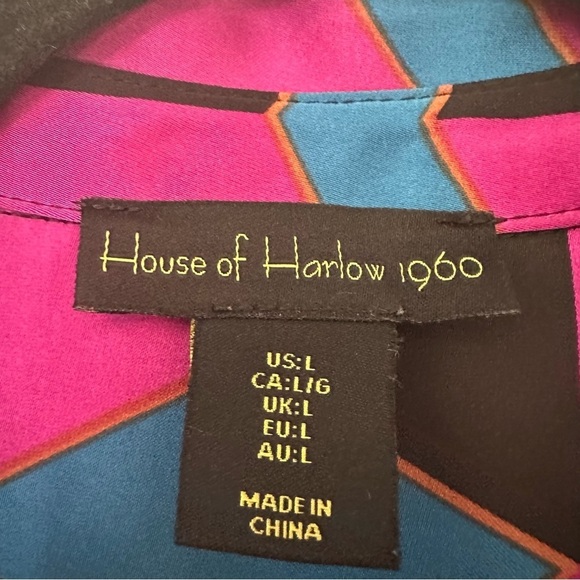 House of Harlow 1960
US:L
CA:L/G
UK:L
EU:L
AU:L
MADE IN
CHINA